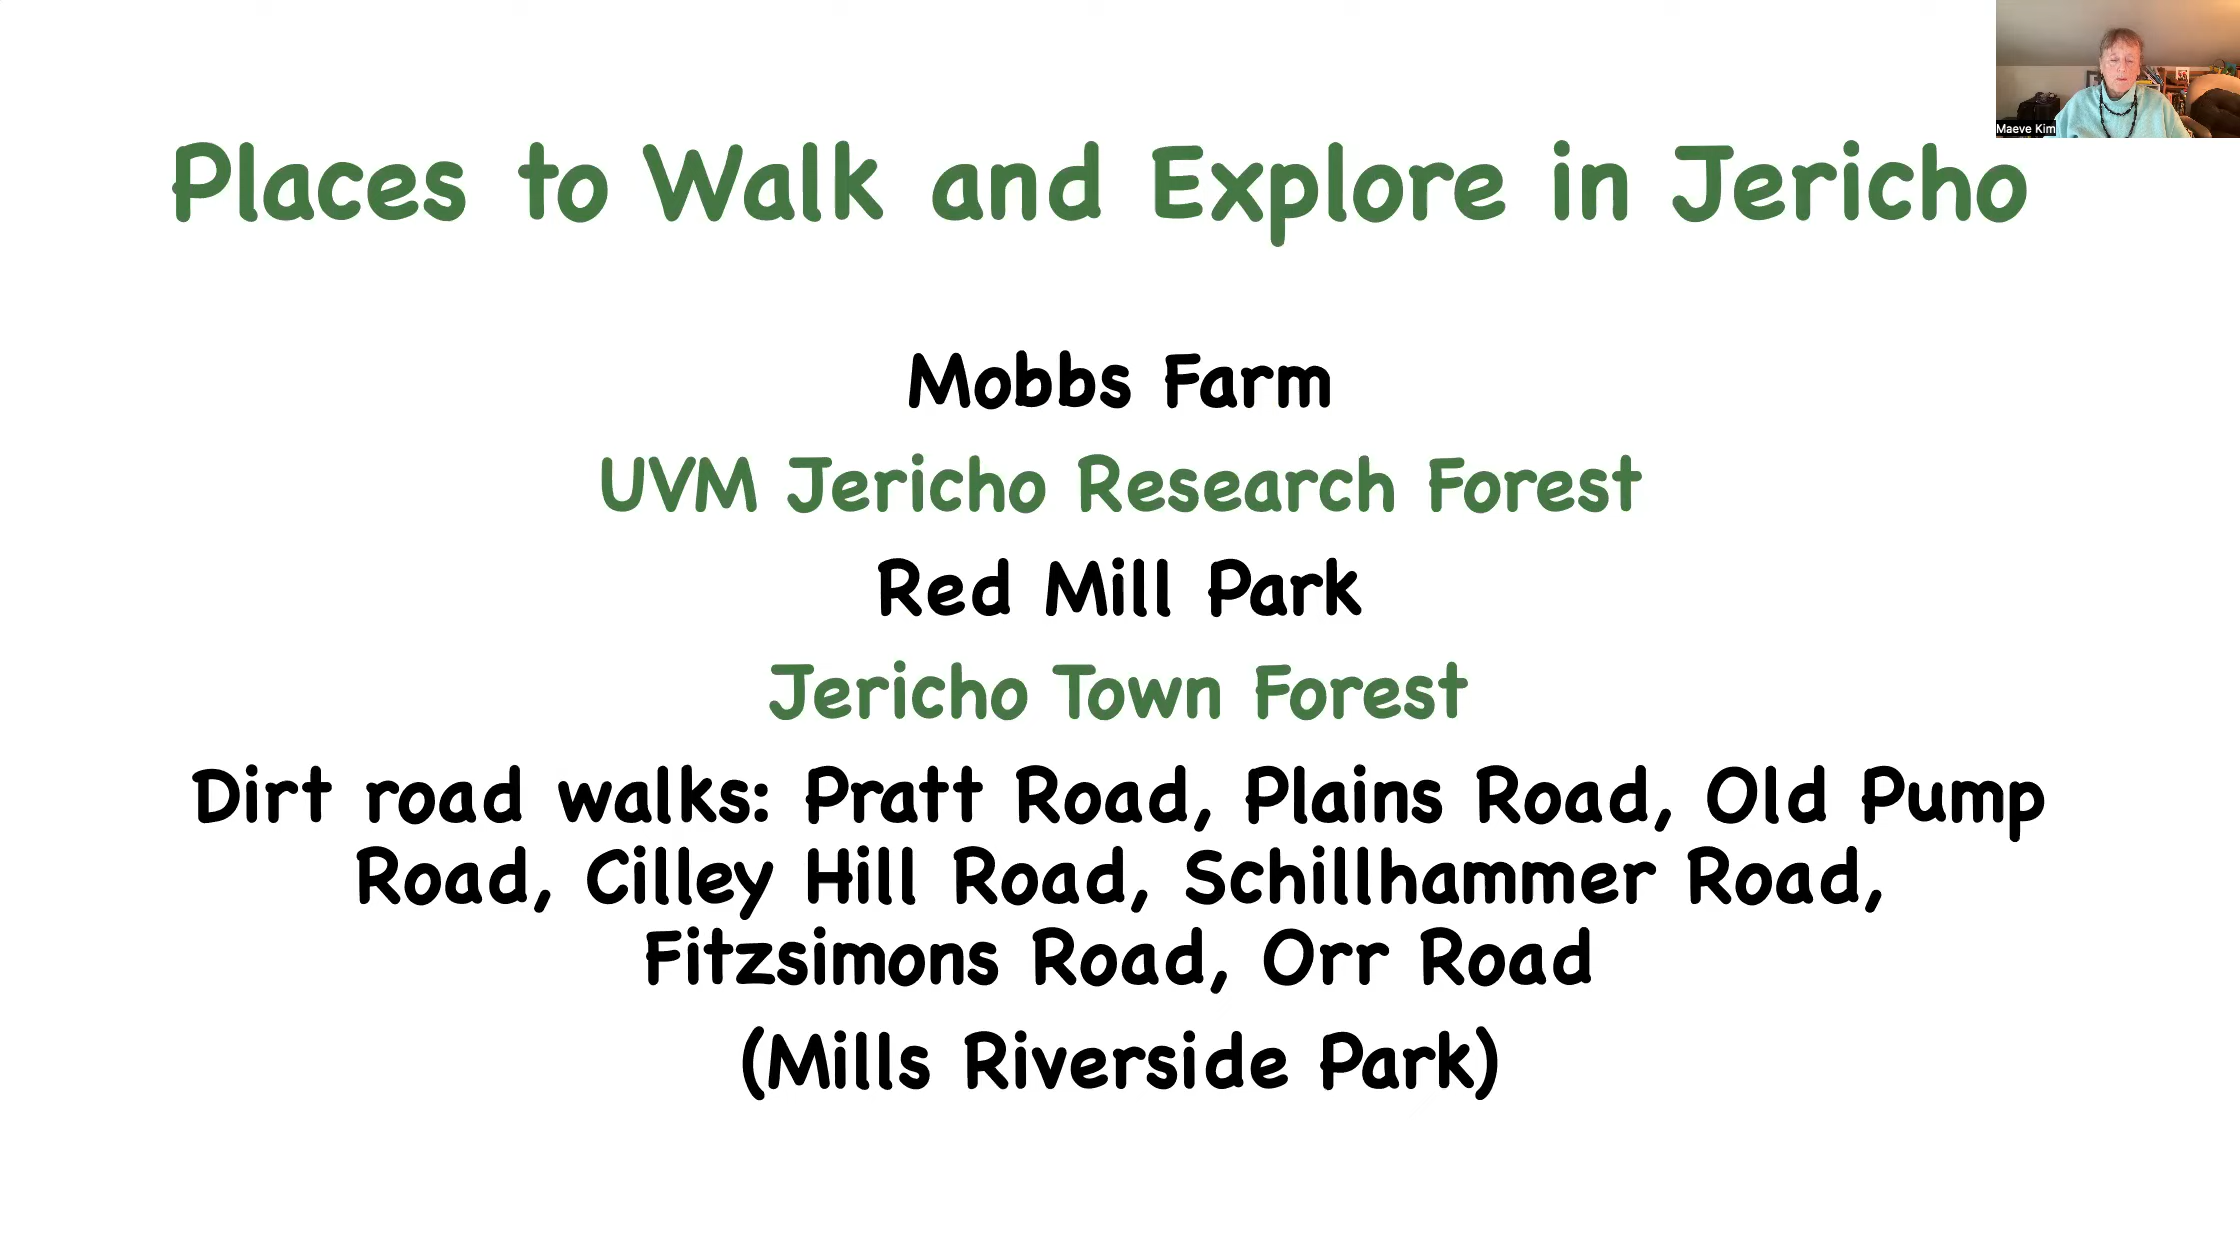 Maeve Kim
Places to Walk and Explore in Jericho
Mobbs Farm
UVM Jericho Research Forest
Red Mill Park
Jericho Town Forest
Dirt road walks: Pratt Road, Plains Road, Old Pump
Road, Cilley Hill Road, Schillhammer Road,
Fitzsimons Road, Orr Road
(Mills Riverside Park)